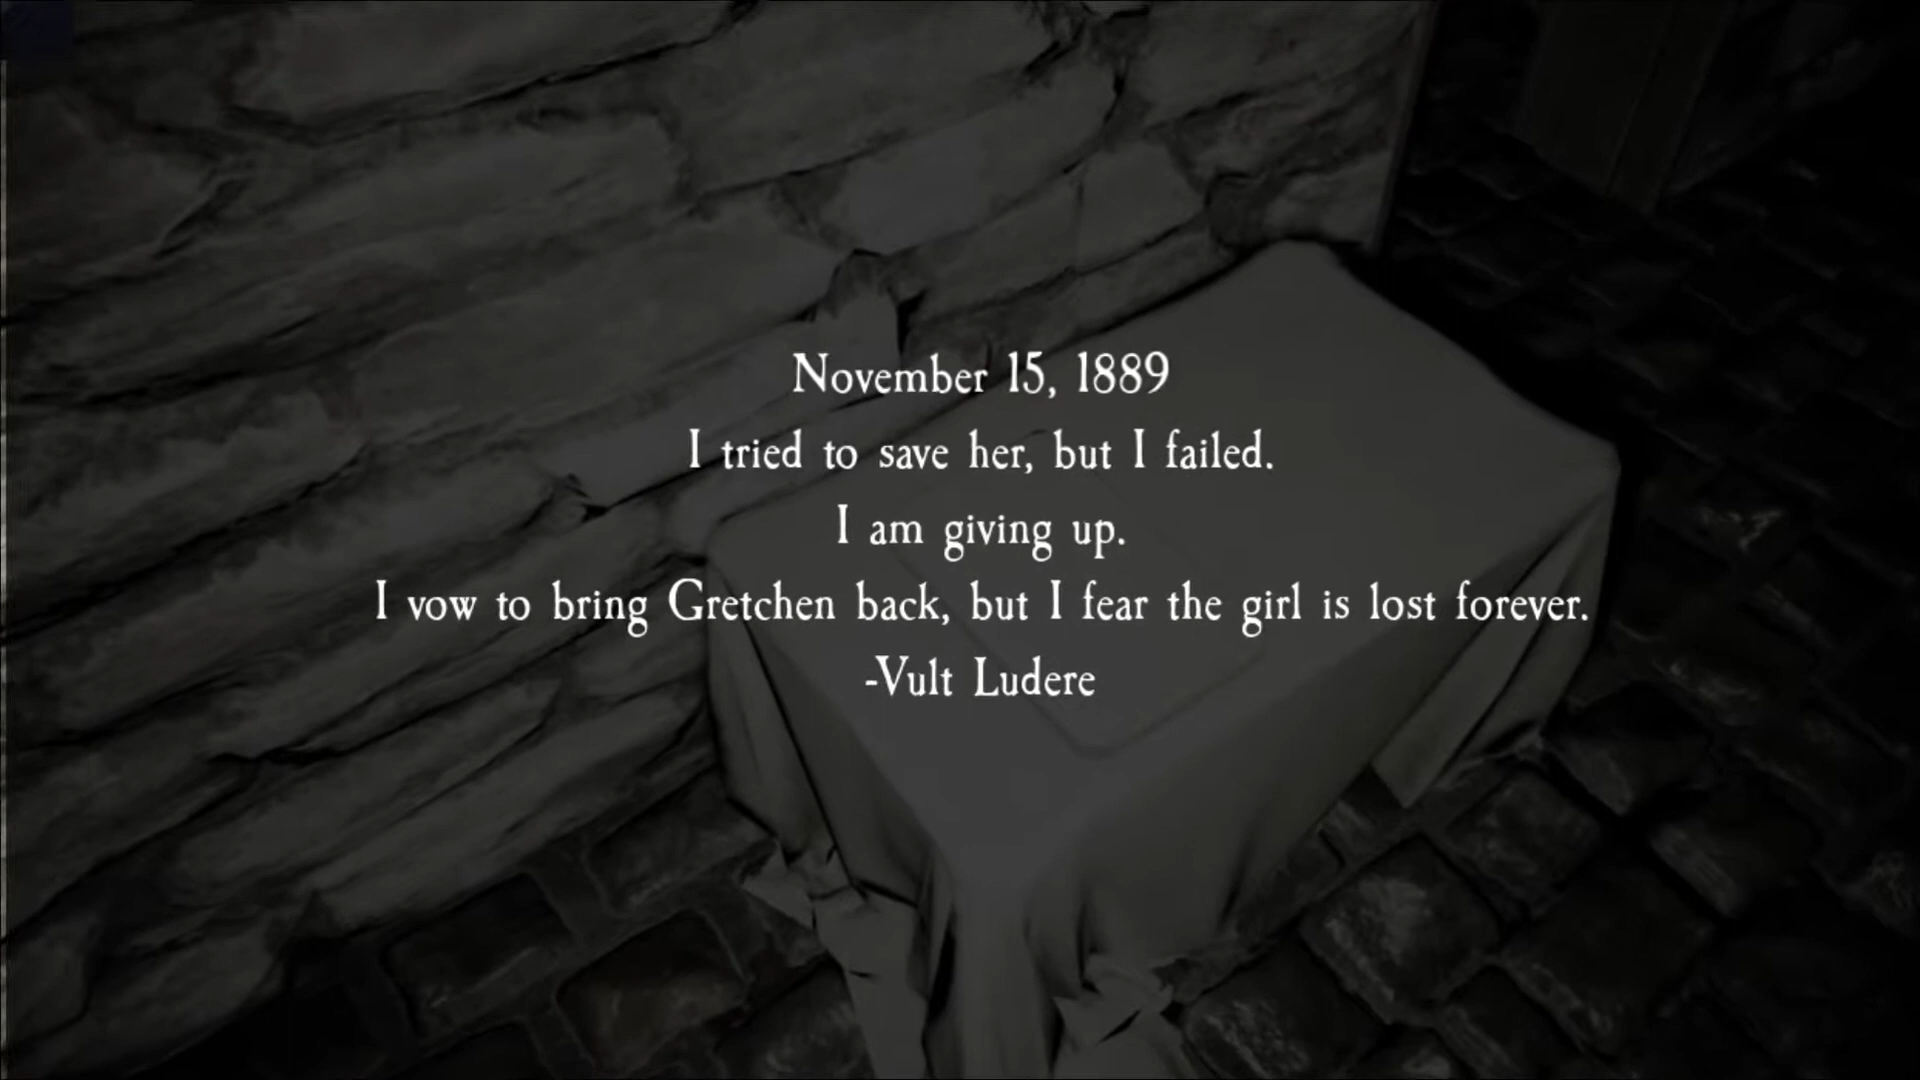 November 15, 1889
I tried to save her, but I failed.
I am giving up.
I vow to bring Gretchen back, but I fear the girl is lost forever.
-Vult Ludere